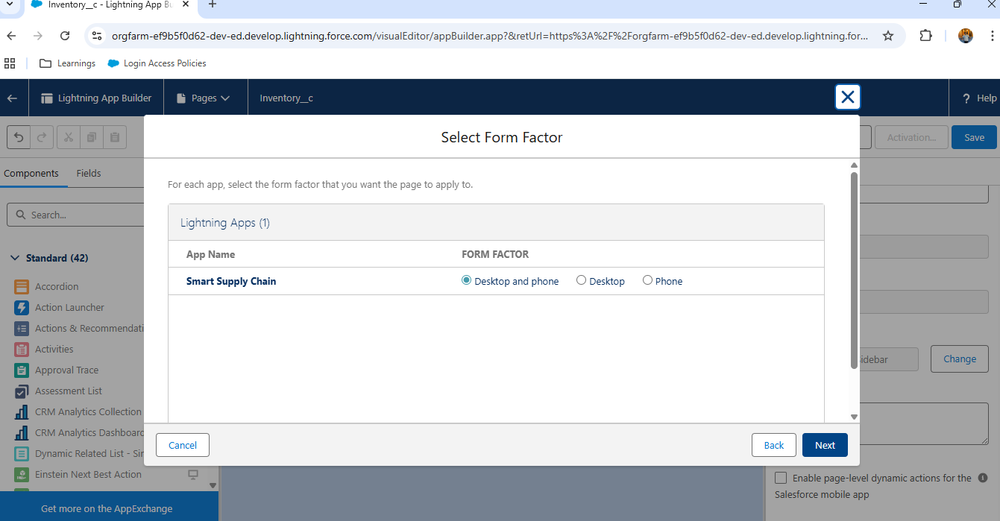 Inventory__c - Lightning App Bu
orgfarm-ef9b5f0d62-dev-ed.develop.lightning.force.com/visualEditor/appBuilder.app?&retUrl=https%3A%2F%2Forgfarm-ef9b5f0d62-dev-ed.develop.lightning.for...
Learnings Login Access Policies
Lightning App Builder Pages Inventory__c ? Help
Select Form Factor
Activation... Save
Components Fields
For each app, select the form factor that you want the page to apply to.
Search...
Lightning Apps (1)
App Name FORM FACTOR
Standard (42)
Smart Supply Chain Desktop and phone Desktop Phone
Accordion
Action Launcher
Actions & Recommendati
Activities
idebar Change
Approval Trace
Assessment List
CRM Analytics Collection
CRM Analytics Dashboard
Cancel Back Next
Dynamic Related List - Sin
Einstein Next Best Action
Enable page-level dynamic actions for the
Salesforce mobile app
Get more on the AppExchange